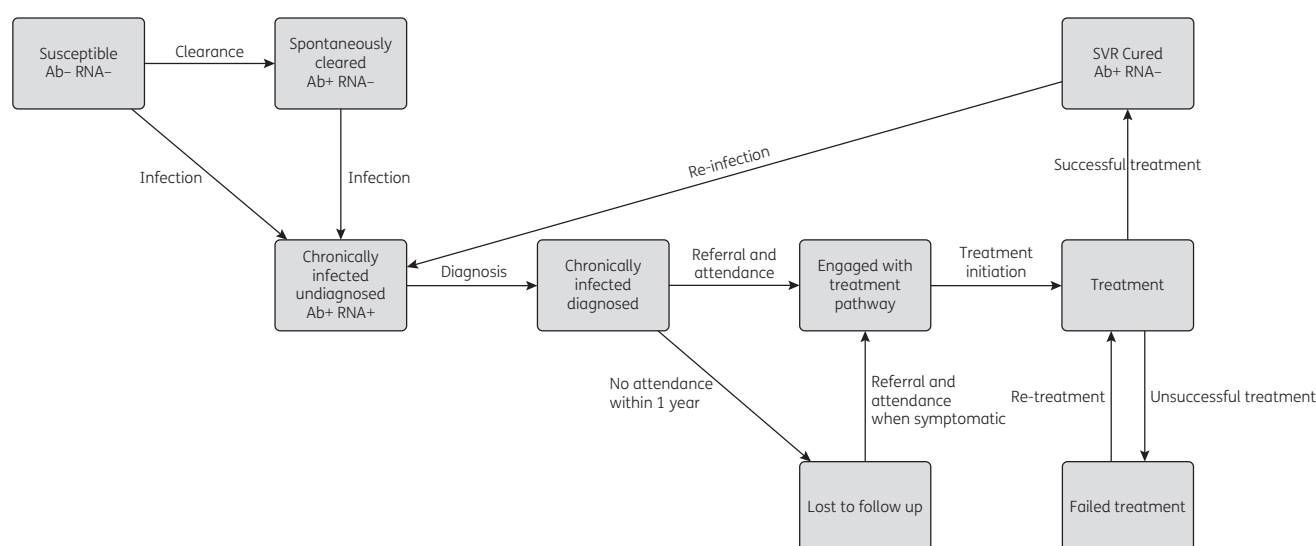 Susceptible
Ab– RNA–
Clearance
Spontaneously
cleared
Ab+ RNA–
SVR Cured
Ab+ RNA–
Infection
Infection
Re-infection
Successful treatment
Chronically
infected
undiagnosed
Ab+ RNA+
Diagnosis
Chronically
infected
diagnosed
Referral and
attendance
Engaged with
treatment
pathway
Treatment
initiation
Treatment
No attendance
within 1 year
Referral and
attendance
when symptomatic
Re-treatment
Unsuccessful treatment
Lost to follow up
Failed treatment